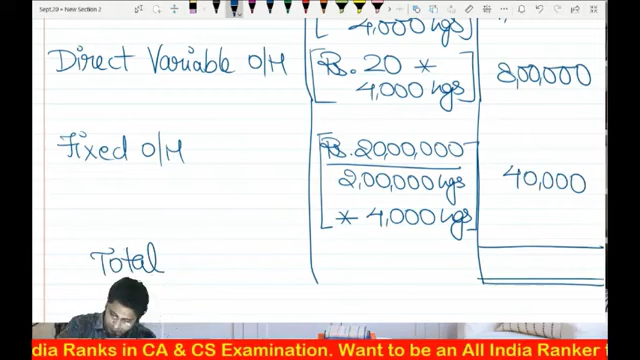 Sept.20 – New Section 2
4,000 kgs]
Direct Variable O/H [Rs. 20 * 8,00,000
4,000 kgs]
Fixed O/H [Rs. 20,00,000 40,000
2,00,000 kgs
* 4,000 kgs]
Total
dia Ranks in CA & CS Examination. Want to be an All India Ranker